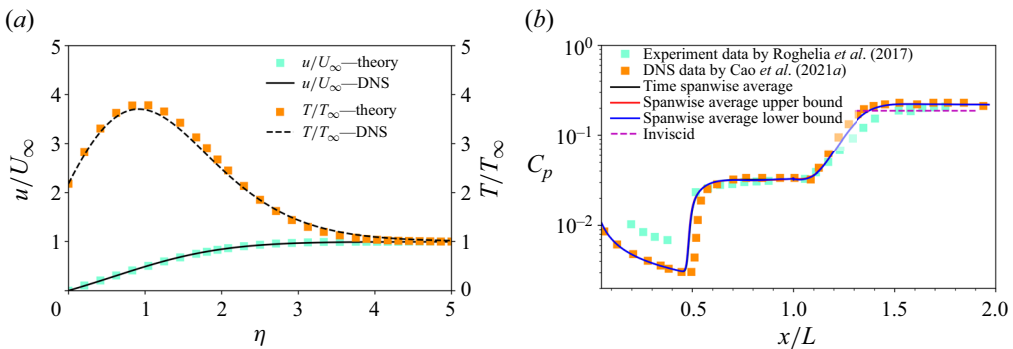 (a)
5
4
3
2
1
0
u/U∞
0
1
2
3
4
5
η
5
4
3
2
1
0
T/T∞
u/U∞—theory
u/U∞—DNS
T/T∞—theory
T/T∞—DNS
(b)
10⁰
10⁻¹
10⁻²
Cₚ
0.5
1.0
1.5
2.0
x/L
Experiment data by Roghelia et al. (2017)
DNS data by Cao et al. (2021a)
Time spanwise average
Spanwise average upper bound
Spanwise average lower bound
Inviscid